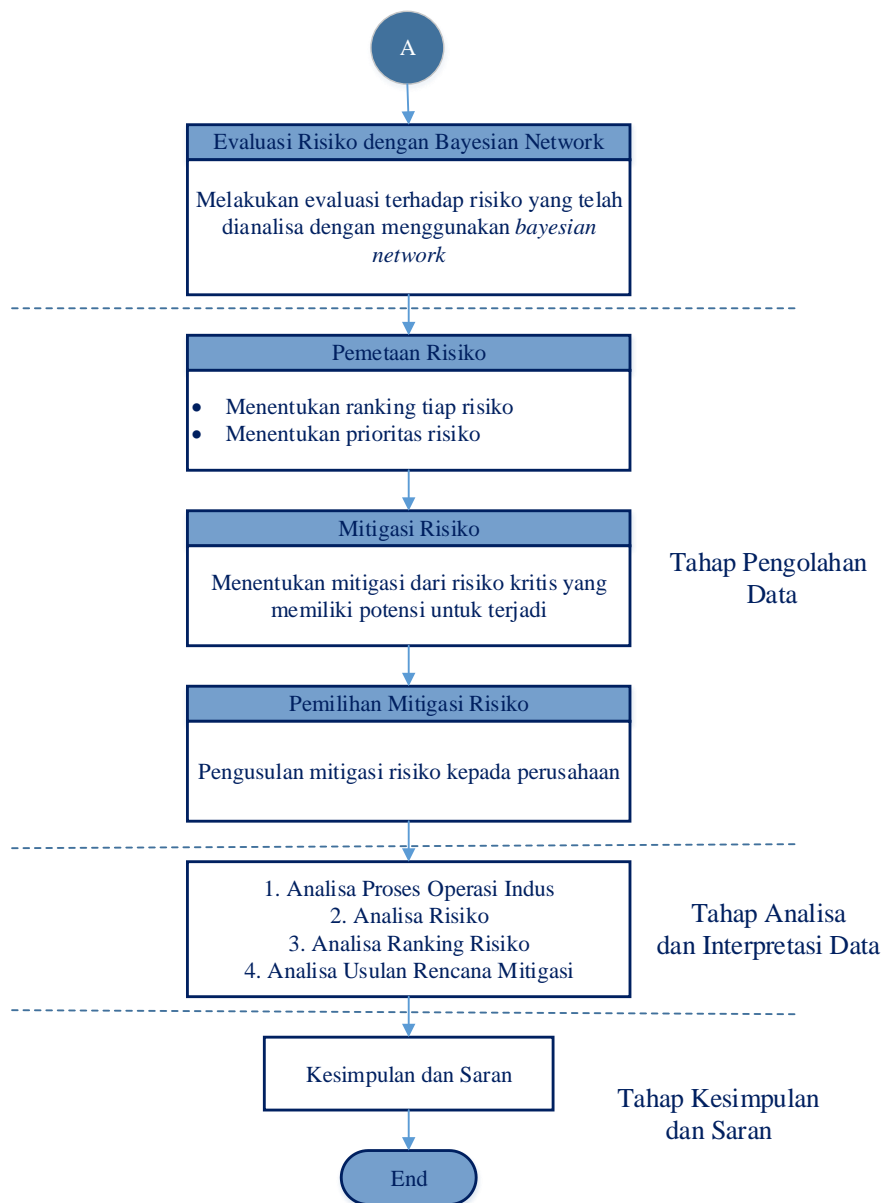 A
Evaluasi Risiko dengan Bayesian Network
Melakukan evaluasi terhadap risiko yang telah
dianalisa dengan menggunakan bayesian
network
Pemetaan Risiko
• Menentukan ranking tiap risiko
• Menentukan prioritas risiko
Mitigasi Risiko
Menentukan mitigasi dari risiko kritis yang
memiliki potensi untuk terjadi
Tahap Pengolahan
Data
Pemilihan Mitigasi Risiko
Pengusulan mitigasi risiko kepada perusahaan
1. Analisa Proses Operasi Indus
2. Analisa Risiko
3. Analisa Ranking Risiko
4. Analisa Usulan Rencana Mitigasi
Tahap Analisa
dan Interpretasi Data
Kesimpulan dan Saran
Tahap Kesimpulan
dan Saran
End